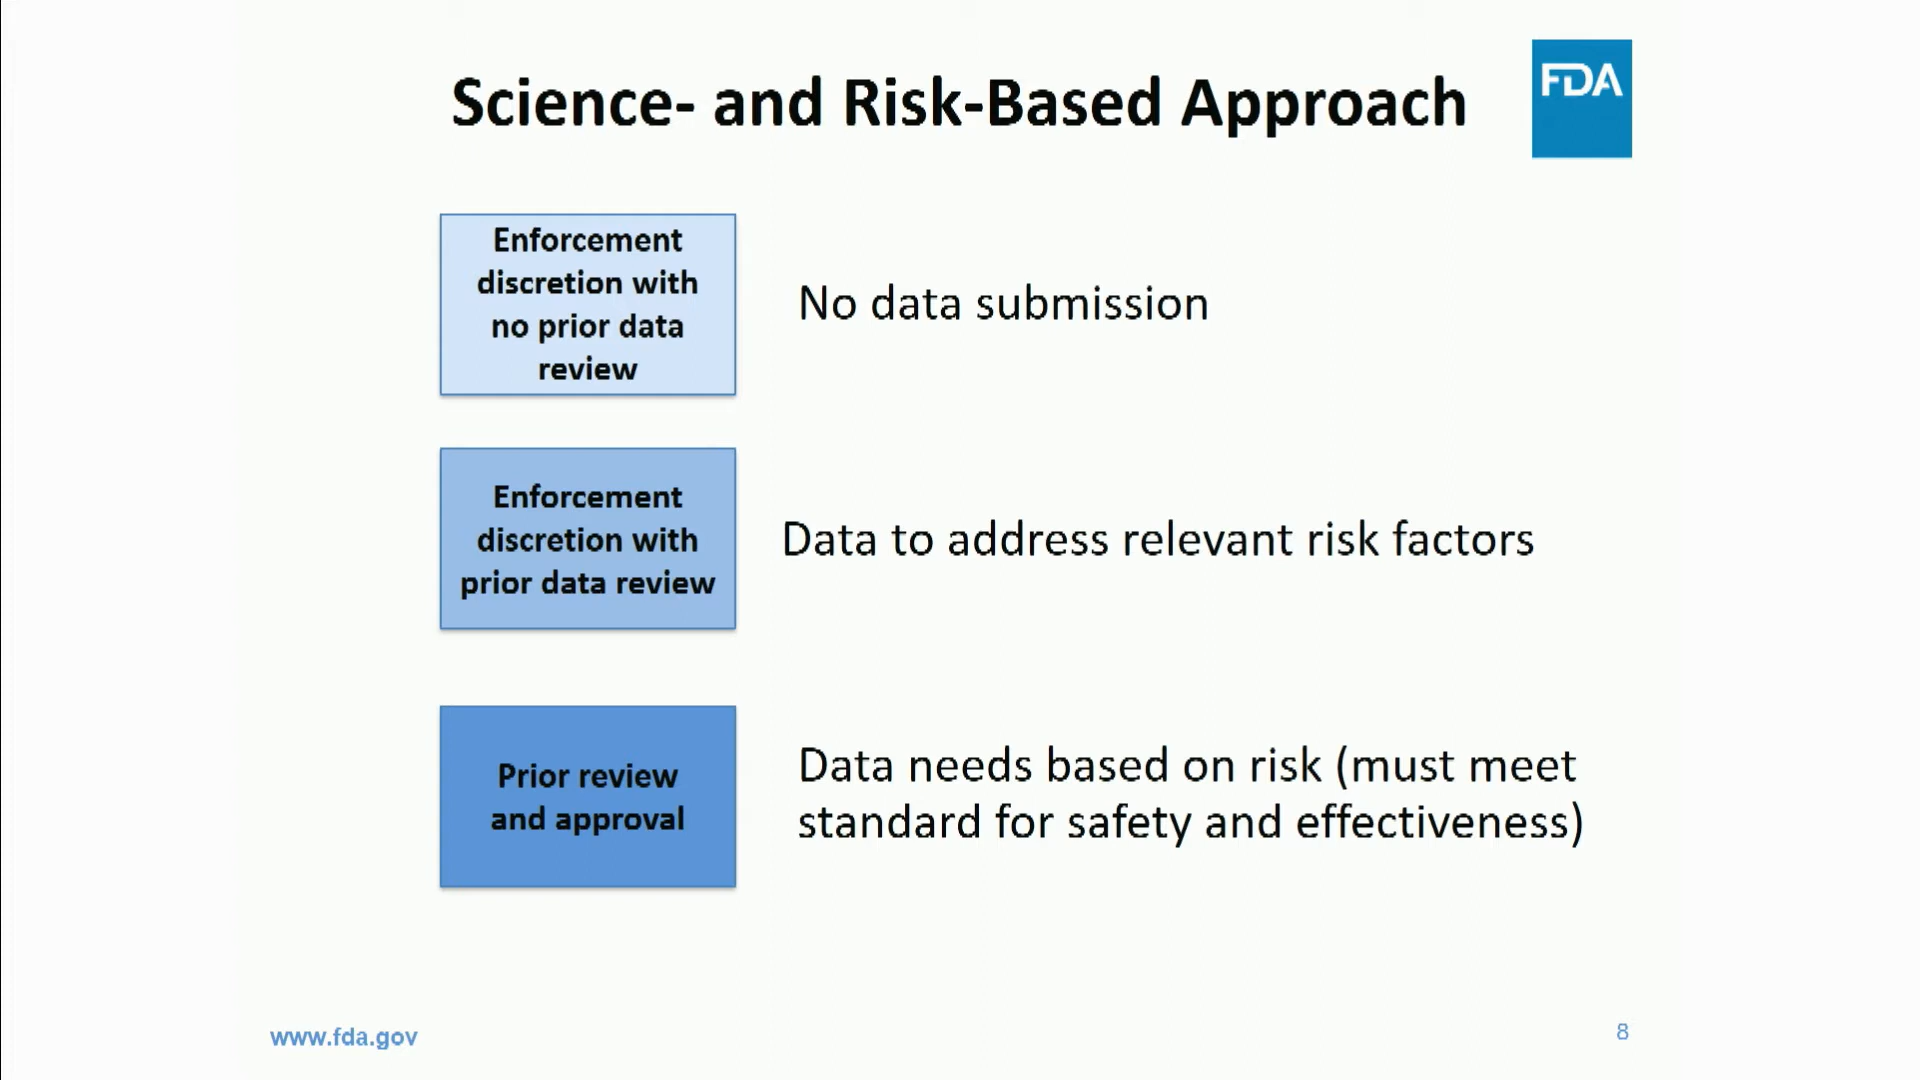 Science- and Risk-Based Approach
FDA
Enforcement
discretion with
no prior data
review
No data submission
Enforcement
discretion with
prior data review
Data to address relevant risk factors
Prior review
and approval
Data needs based on risk (must meet
standard for safety and effectiveness)
www.fda.gov
8